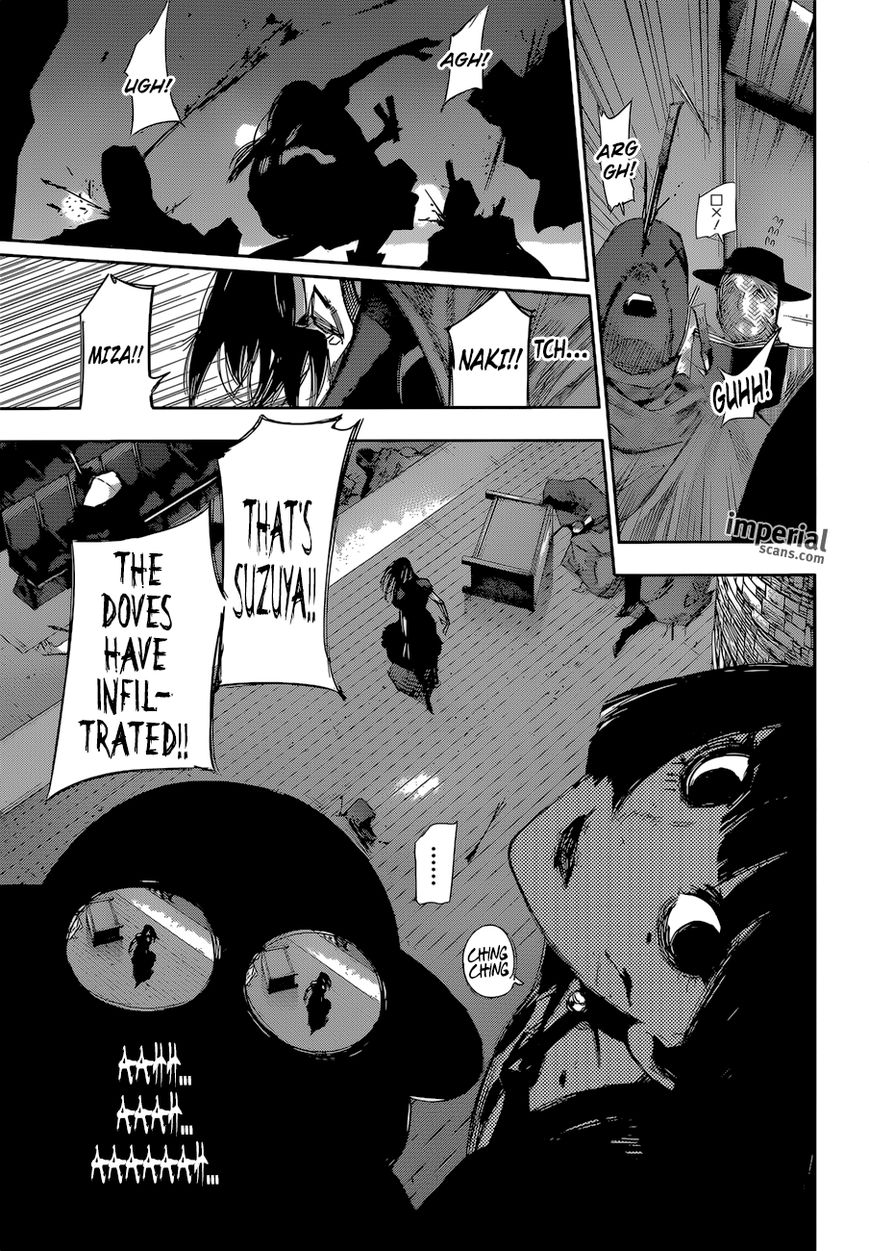 ARG
GH!
□×!
GUHH!
AGH!
UGH!
TCH...
NAKI!!
MIZA!!
THAT'S
SUZUYA!!
THE
DOVES
HAVE
INFIL-
TRATED!!
imperial
scans.com
......
CHING
CHING
AAHH...
AAAH...
AAAAAAH...